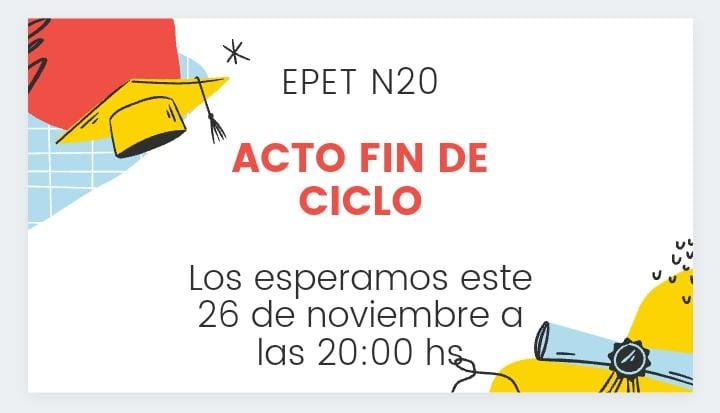 EPET N20
ACTO FIN DE
CICLO
Los esperamos este
26 de noviembre a
las 20:00 hs